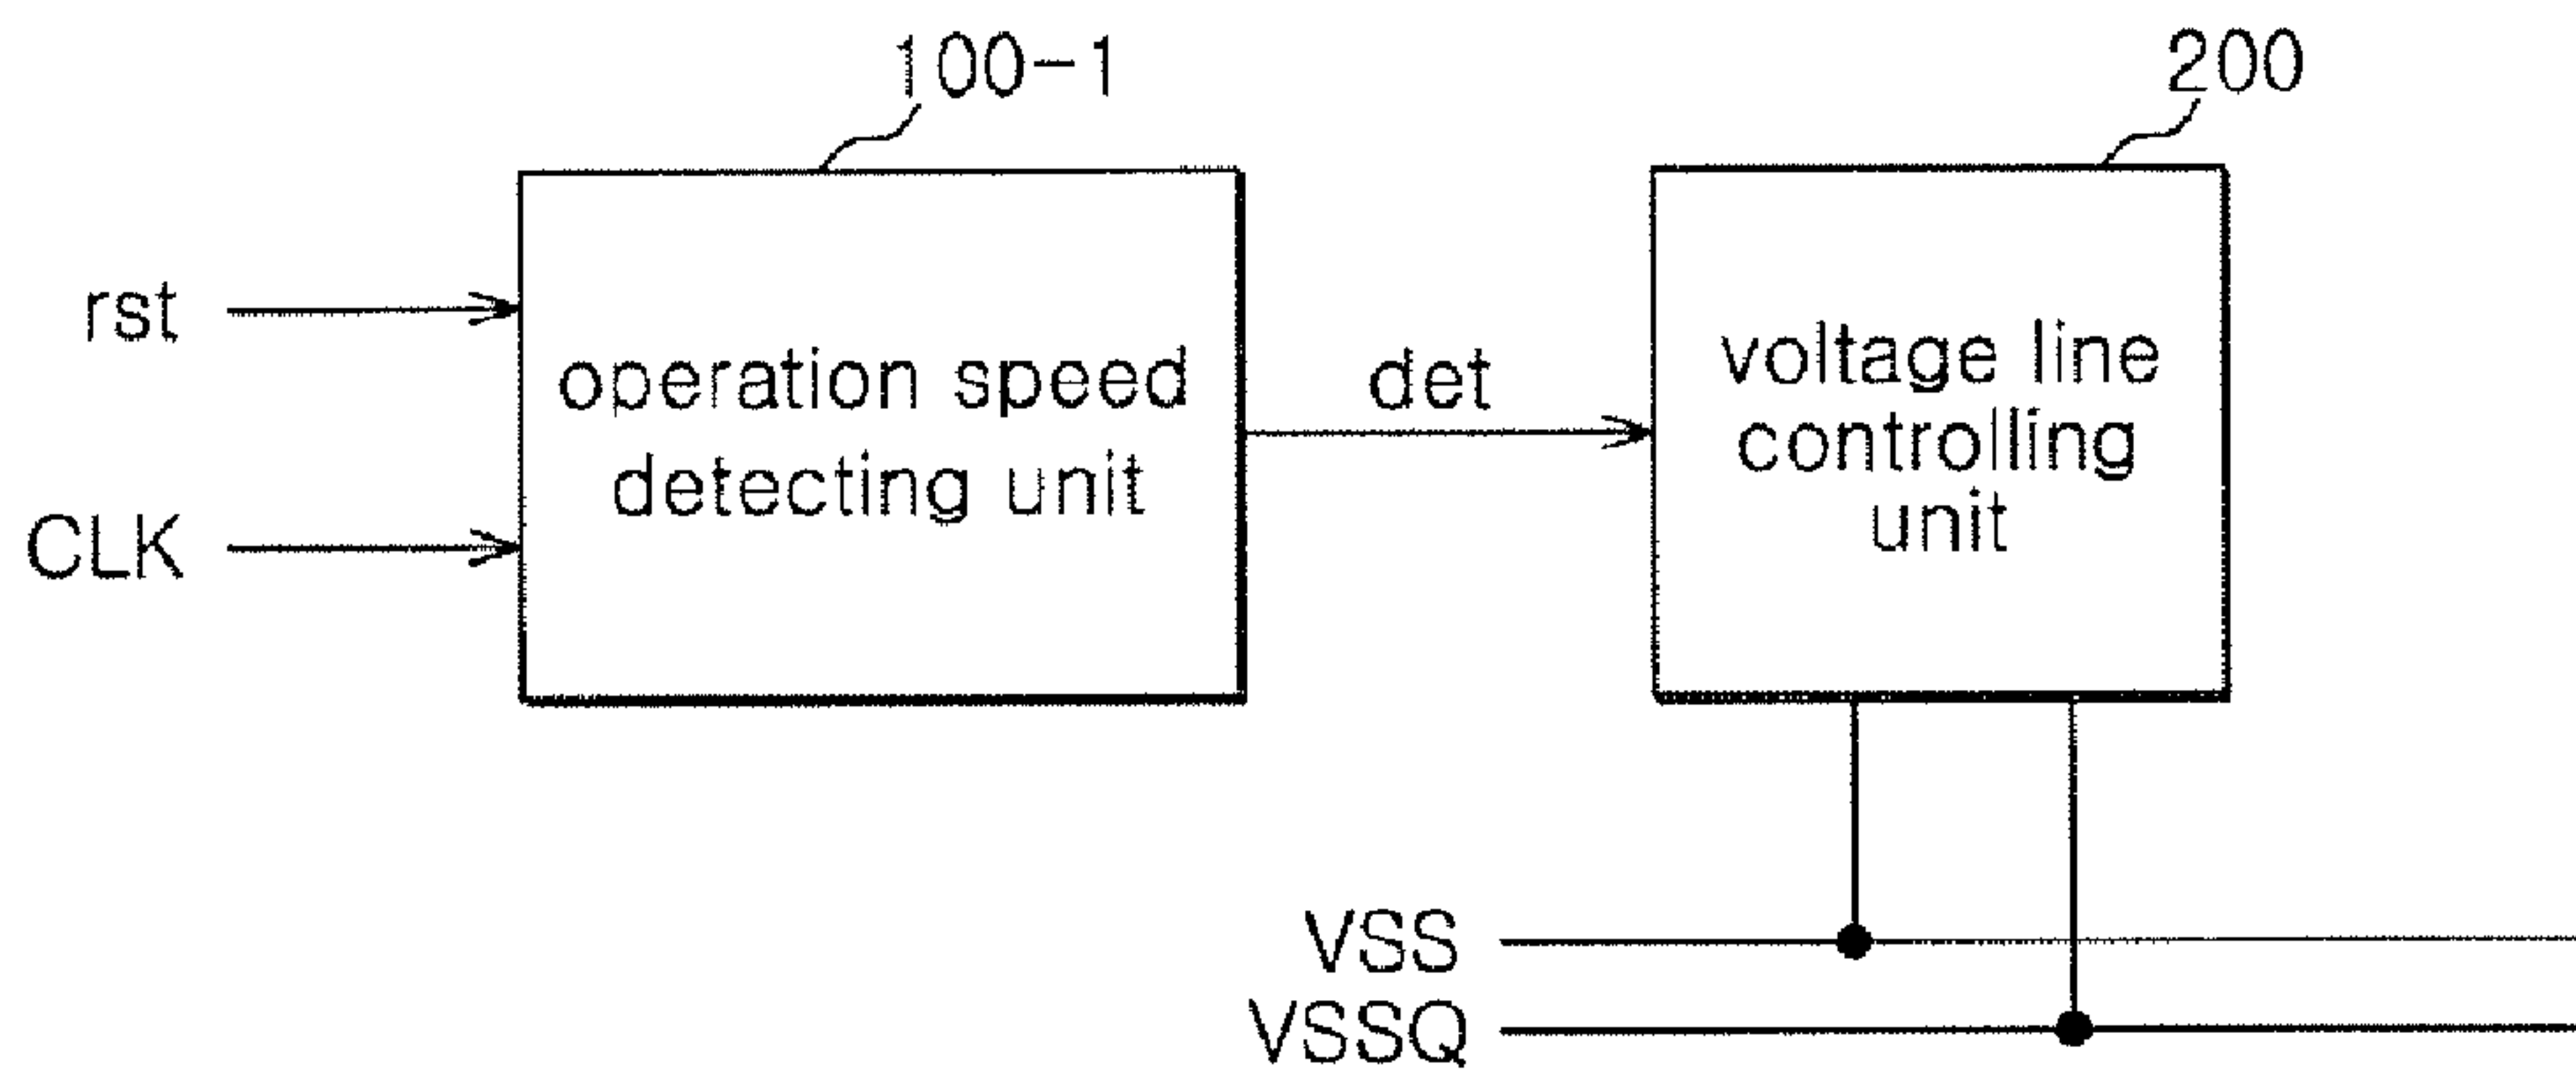 100-1
200
rst
CLK
operation speed
detecting unit
det
voltage line
controlling
unit
VSS
VSSQ